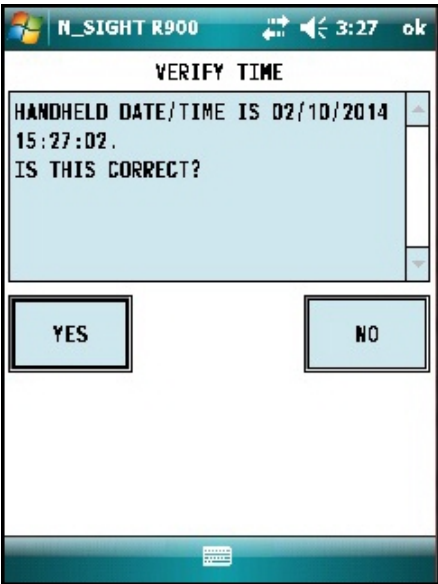 N_SIGHT R900 3:27 ok
VERIFY TIME
HANDHELD DATE/TIME IS 02/10/2014
15:27:02.
IS THIS CORRECT?
YES NO